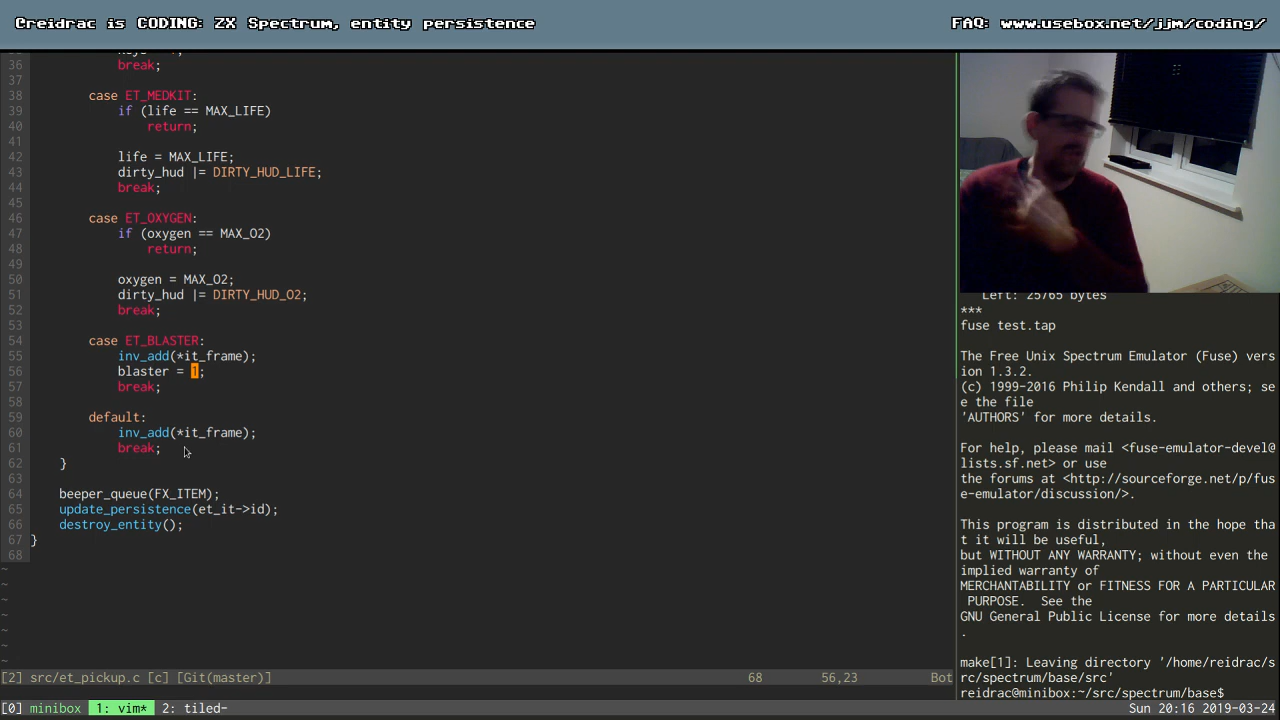 Creidrac is CODING: ZX Spectrum, entity persistence
FAQ: www.usebox.net/jjm/coding/
36 break;
37
38 case ET_MEDKIT:
39 if (life == MAX_LIFE)
40 return;
41
42 life = MAX_LIFE;
43 dirty_hud |= DIRTY_HUD_LIFE;
44 break;
45
46 case ET_OXYGEN:
47 if (oxygen == MAX_O2)
48 return;
49
50 oxygen = MAX_O2;
51 dirty_hud |= DIRTY_HUD_O2;
52 break;
53
54 case ET_BLASTER:
55 inv_add(*it_frame);
56 blaster = 1;
57 break;
58
59 default:
60 inv_add(*it_frame);
61 break;
62 }
63
64 beeper_queue(FX_ITEM);
65 update_persistence(et_it->id);
66 destroy_entity();
67 }
68
~
~
~
~
~
~
~
[2] src/et_pickup.c [c] [Git(master)] 68 56,23 Bot
Left: 25765 bytes
***
fuse test.tap
The Free Unix Spectrum Emulator (Fuse) vers
ion 1.3.2.
(c) 1999-2016 Philip Kendall and others; se
e the file
'AUTHORS' for more details.
For help, please mail <fuse-emulator-devel@
lists.sf.net> or use
the forums at <http://sourceforge.net/p/fus
e-emulator/discussion/>.
This program is distributed in the hope tha
t it will be useful,
but WITHOUT ANY WARRANTY; without even the
implied warranty of
MERCHANTABILITY or FITNESS FOR A PARTICULAR
PURPOSE. See the
GNU General Public License for more details
.
make[1]: Leaving directory '/home/reidrac/s
rc/spectrum/base/src'
reidrac@minibox:~/src/spectrum/base$
[0] minibox 1: vim* 2: tiled- Sun 20:16 2019-03-24